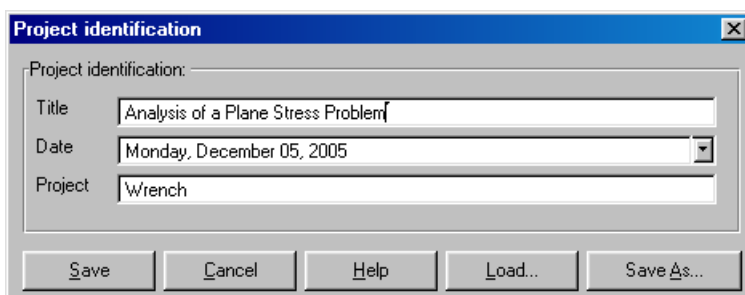 Project identification
Project identification:
Title Analysis of a Plane Stress Problem
Date Monday, December 05, 2005
Project Wrench
Save Cancel Help Load... Save As...